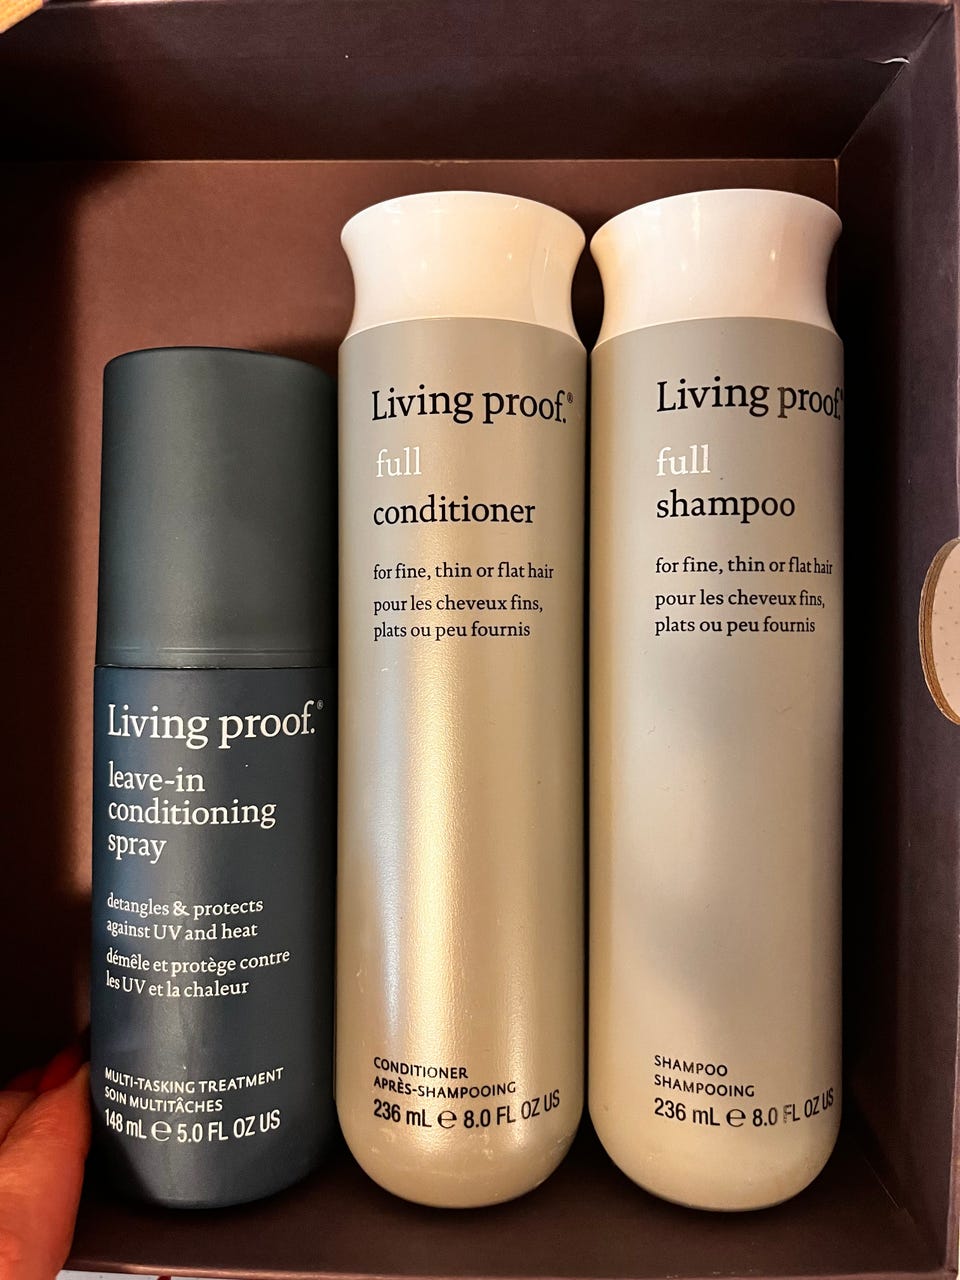 Living proof.®
leave-in
conditioning
spray
detangles & protects
against UV and heat
démêle et protège contre
les UV et la chaleur
MULTI-TASKING TREATMENT
SOIN MULTITÂCHES
148 mL ℮ 5.0 FL OZ US
Living proof.®
full
conditioner
for fine, thin or flat hair
pour les cheveux fins,
plats ou peu fournis
CONDITIONER
APRÈS-SHAMPOOING
236 mL ℮ 8.0 FL OZ US
Living proof.®
full
shampoo
for fine, thin or flat hair
pour les cheveux fins,
plats ou peu fournis
SHAMPOO
SHAMPOOING
236 mL ℮ 8.0 FL OZ US